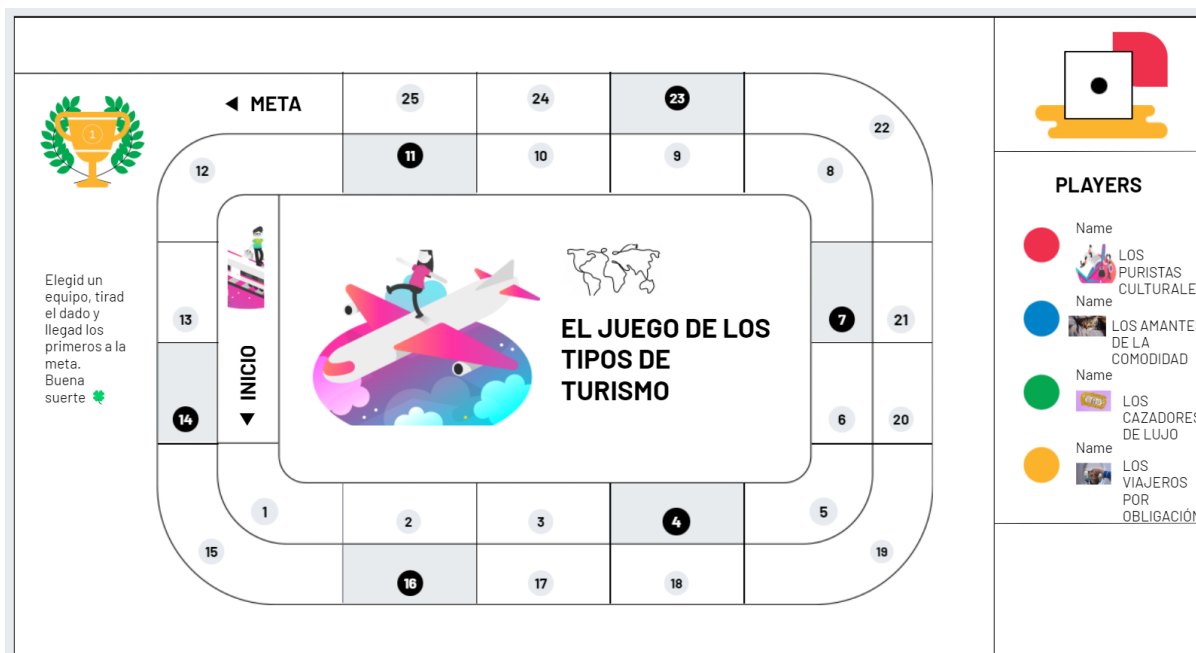 META
25
24
23
22
12
11
10
9
8
1
13
14
INICIO
7
21
6
20
1
2
3
4
5
15
16
17
18
19
Elegid un
equipo, tirad
el dado y
llegad los
primeros a la
meta.
Buena
suerte 🍀
EL JUEGO DE LOS
TIPOS DE
TURISMO
PLAYERS
Name
LOS
PURISTAS
CULTURALE
Name
LOS AMANTE
DE LA
COMODIDAD
Name
LOS
CAZADORES
DE LUJO
Name
LOS
VIAJEROS
POR
OBLIGACIÓN